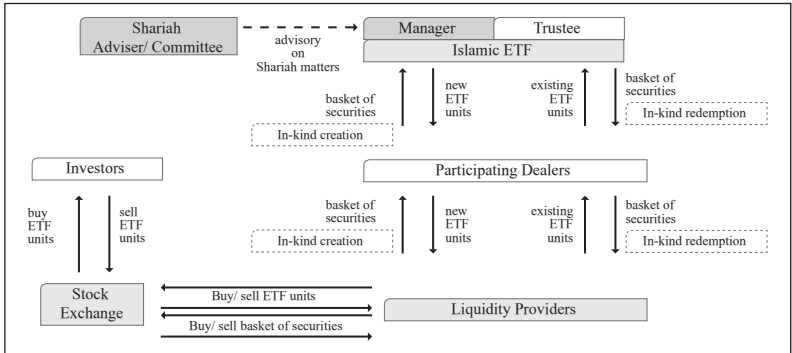 Shariah
Adviser/ Committee
advisory
on
Shariah matters
Manager
Trustee
Islamic ETF
basket of
securities
In-kind creation
new
ETF
units
existing
ETF
units
basket of
securities
In-kind redemption
Investors
Participating Dealers
buy
ETF
units
sell
ETF
units
basket of
securities
In-kind creation
new
ETF
units
existing
ETF
units
basket of
securities
In-kind redemption
Stock
Exchange
Buy/ sell ETF units
Buy/ sell basket of securities
Liquidity Providers